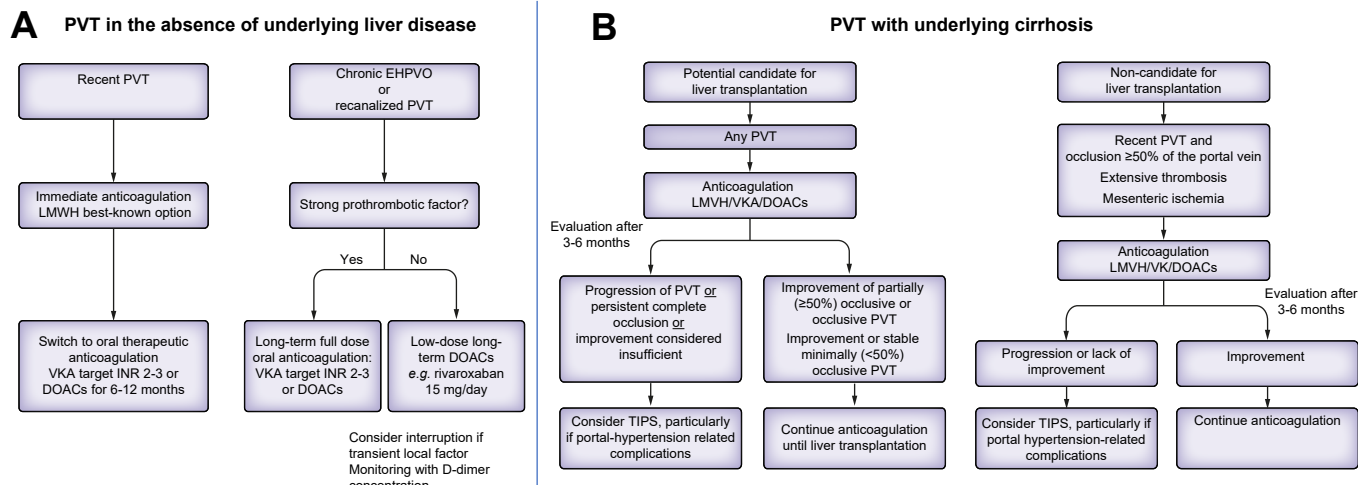 A
PVT in the absence of underlying liver disease
Recent PVT
Immediate anticoagulation
LMWH best-known option
Switch to oral therapeutic
anticoagulation
VKA target INR 2-3 or
DOACs for 6-12 months
Chronic EHPVO
or
recanalized PVT
Strong prothrombotic factor?
Yes
No
Long-term full dose
oral anticoagulation:
VKA target INR 2-3
or DOACs
Low-dose long-
term DOACs
e.g. rivaroxaban
15 mg/day
Consider interruption if
transient local factor
Monitoring with D-dimer
concentration
B
PVT with underlying cirrhosis
Potential candidate for
liver transplantation
Any PVT
Anticoagulation
LMVH/VKA/DOACs
Evaluation after
3-6 months
Progression of PVT or
persistent complete
occlusion or
improvement considered
insufficient
Consider TIPS, particularly
if portal-hypertension related
complications
Improvement of partially
(≥50%) occlusive or
occlusive PVT
Improvement or stable
minimally (<50%)
occlusive PVT
Continue anticoagulation
until liver transplantation
Non-candidate for
liver transplantation
Recent PVT and
occlusion ≥50% of the portal vein
Extensive thrombosis
Mesenteric ischemia
Anticoagulation
LMVH/VK/DOACs
Evaluation after
3-6 months
Progression or lack of
improvement
Consider TIPS, particularly if
portal hypertension-related
complications
Improvement
Continue anticoagulation